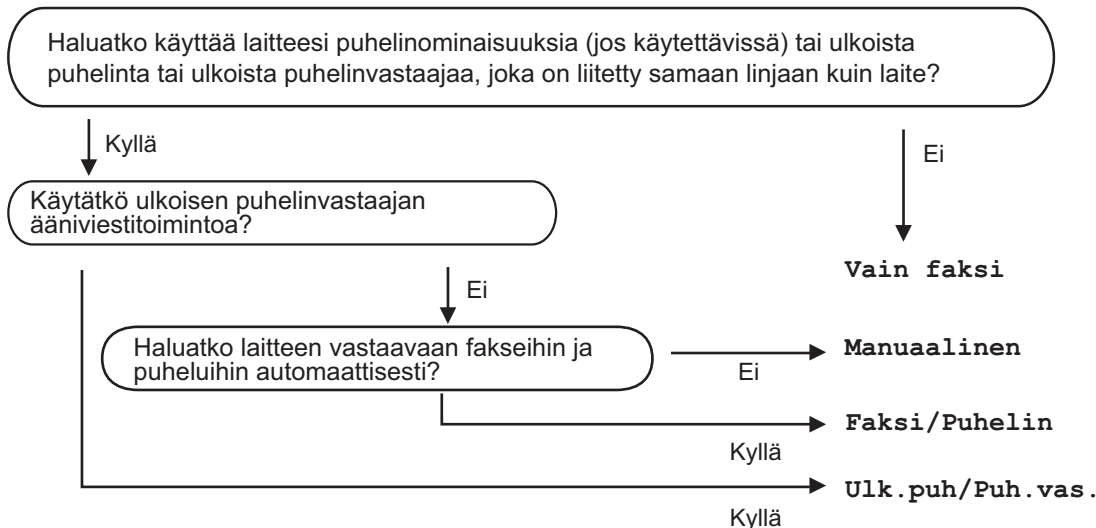 Haluatko käyttää laitteesi puhelinominaisuuksia (jos käytettävissä) tai ulkoista
puhelinta tai ulkoista puhelinvastaajaa, joka on liitetty samaan linjaan kuin laite?
Kyllä
Ei
Käytätkö ulkoisen puhelinvastaajan
ääniviestitoimintoa?
Vain faksi
Ei
Haluatko laitteen vastaavaan fakseihin ja
puheluihin automaattisesti?
Ei
Manuaalinen
Kyllä
Faksi/Puhelin
Kyllä
Ulk.puh/Puh.vas.